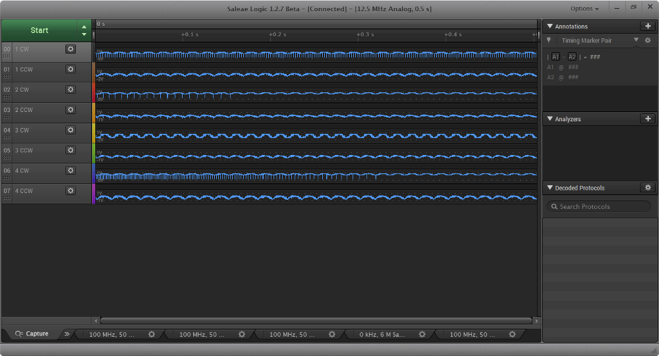 Saleae Logic 1.2.7 Beta - [Connected] - [12.5 MHz Analog, 0.5 s]
Options
Start
0 s
+0.1 s
+0.2 s
+0.3 s
+0.4 s
00 1 CW
01 1 CCW
02 2 CW
03 2 CCW
04 3 CW
05 3 CCW
06 4 CW
07 4 CCW
Annotations
Timing Marker Pair
| A1 - A2 | = ###
A1 @ ###
A2 @ ###
Analyzers
Decoded Protocols
Search Protocols
Capture
100 MHz, 50 ...
100 MHz, 50 ...
100 MHz, 50 ...
0 kHz, 6 M Sa...
100 MHz, 50 ...